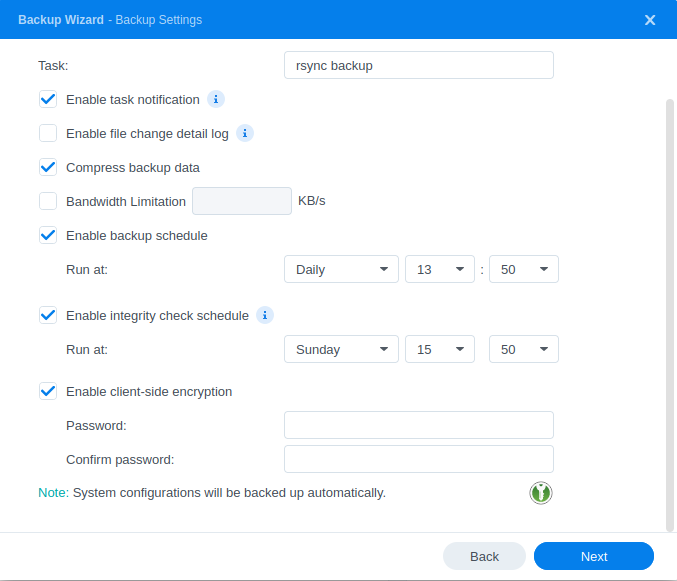 Backup Wizard - Backup Settings
Task: rsync backup
Enable task notification i
Enable file change detail log i
Compress backup data
Bandwidth Limitation KB/s
Enable backup schedule
Run at: Daily 13 : 50
Enable integrity check schedule i
Run at: Sunday 15 50
Enable client-side encryption
Password:
Confirm password:
Note: System configurations will be backed up automatically.
Back Next